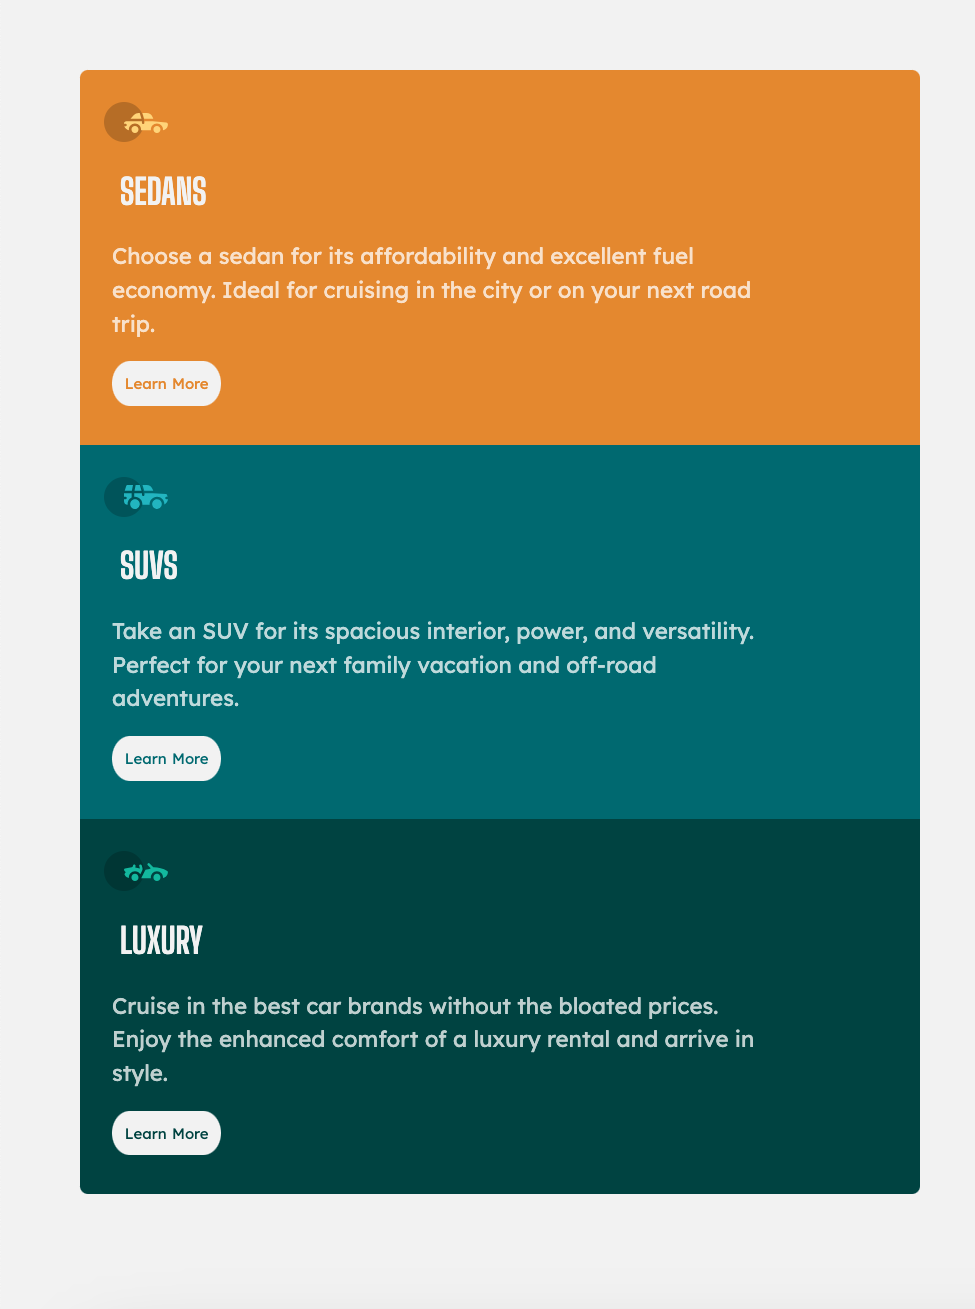 SEDANS
Choose a sedan for its affordability and excellent fuel
economy. Ideal for cruising in the city or on your next road
trip.
Learn More
SUVS
Take an SUV for its spacious interior, power, and versatility.
Perfect for your next family vacation and off-road
adventures.
Learn More
LUXURY
Cruise in the best car brands without the bloated prices.
Enjoy the enhanced comfort of a luxury rental and arrive in
style.
Learn More